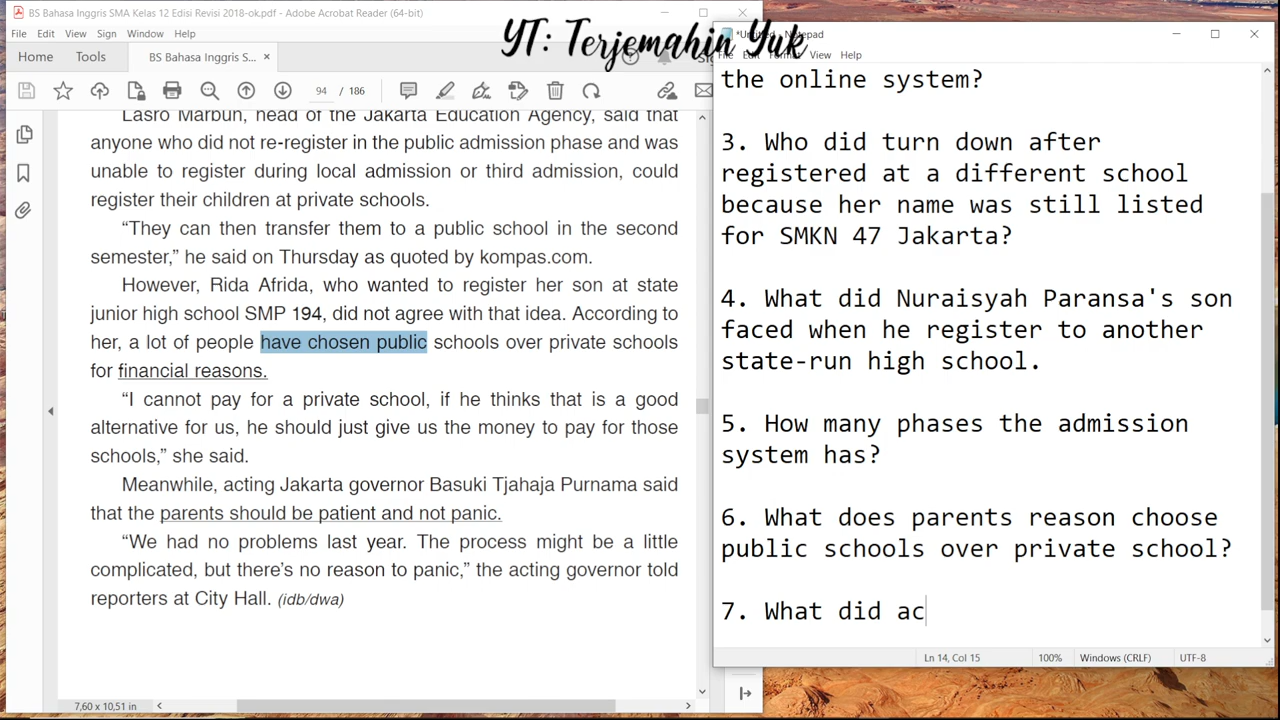 BS Bahasa Inggris SMA Kelas 12 Edisi Revisi 2018-ok.pdf - Adobe Acrobat Reader (64-bit)
File Edit View Sign Window Help
Home Tools BS Bahasa Inggris S... ×
94 / 186
Lasro Marbun, head of the Jakarta Education Agency, said that
anyone who did not re-register in the public admission phase and was
unable to register during local admission or third admission, could
register their children at private schools.
“They can then transfer them to a public school in the second
semester,” he said on Thursday as quoted by kompas.com.
However, Rida Afrida, who wanted to register her son at state
junior high school SMP 194, did not agree with that idea. According to
her, a lot of people have chosen public schools over private schools
for financial reasons.
“I cannot pay for a private school, if he thinks that is a good
alternative for us, he should just give us the money to pay for those
schools,” she said.
Meanwhile, acting Jakarta governor Basuki Tjahaja Purnama said
that the parents should be patient and not panic.
“We had no problems last year. The process might be a little
complicated, but there’s no reason to panic,” the acting governor told
reporters at City Hall. (idb/dwa)
7,60 x 10,51 in
YT: Terjemahin Yuk
*Untitled - Notepad
File Edit Format View Help
the online system?
3. Who did turn down after
registered at a different school
because her name was still listed
for SMKN 47 Jakarta?
4. What did Nuraisyah Paransa's son
faced when he register to another
state-run high school.
5. How many phases the admission
system has?
6. What does parents reason choose
public schools over private school?
7. What did ac
Ln 14, Col 15 100% Windows (CRLF) UTF-8